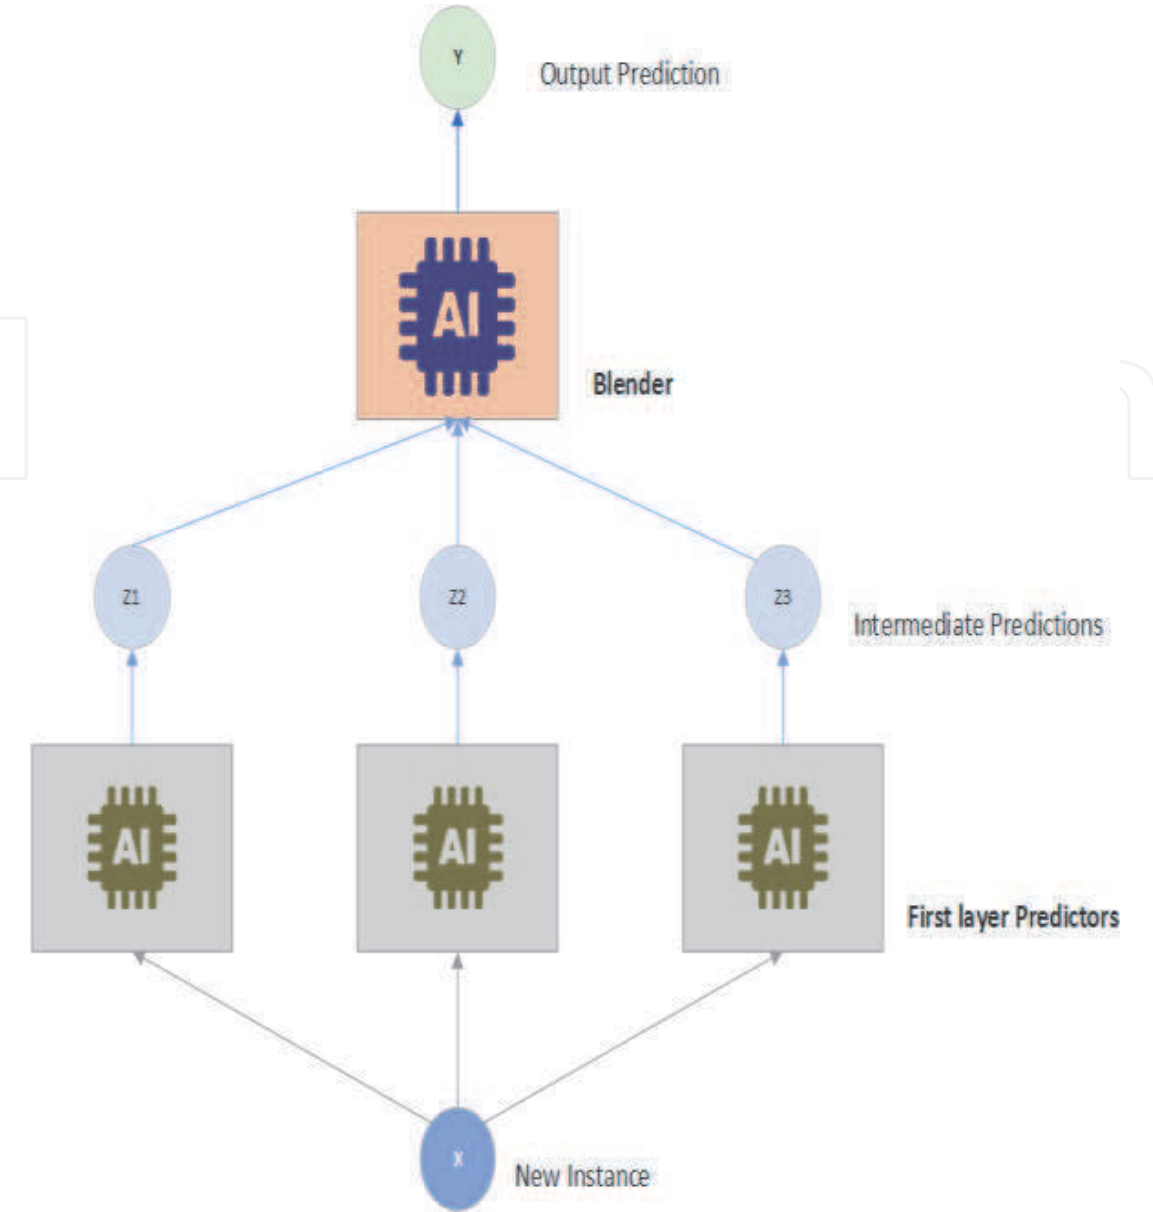 Y
Output Prediction
AI
Blender
Z1
Z2
Z3
Intermediate Predictions
AI
AI
AI
First layer Predictors
X
New Instance